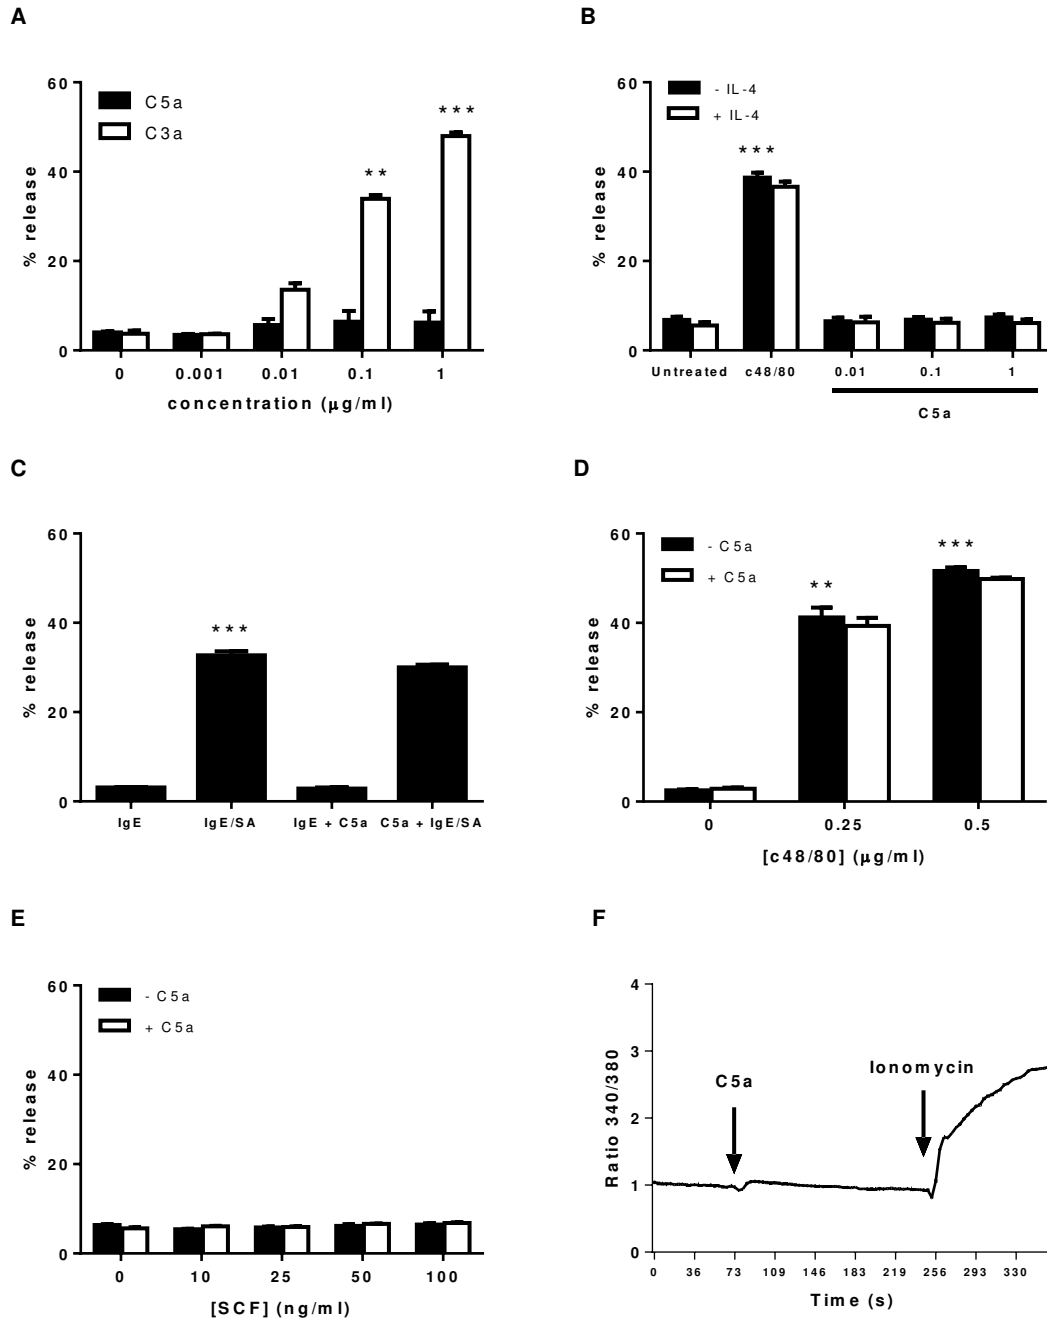 A
60
40
20
0
% release
C5a
C3a
**
***
0 0.001 0.01 0.1 1
concentration (μg/ml)
B
60
40
20
0
% release
- IL-4
+ IL-4
***
Untreated c48/80 0.01 0.1 1
C5a
C
60
40
20
0
% release
***
IgE IgE/SA IgE + C5a C5a + IgE/SA
D
60
40
20
0
% release
- C5a
+ C5a
**
***
0 0.25 0.5
[c48/80] (μg/ml)
E
60
40
20
0
% release
- C5a
+ C5a
0 10 25 50 100
[SCF] (ng/ml)
F
4
3
2
1
0
Ratio 340/380
C5a
Ionomycin
0 36 73 109 146 183 219 256 293 330
Time (s)